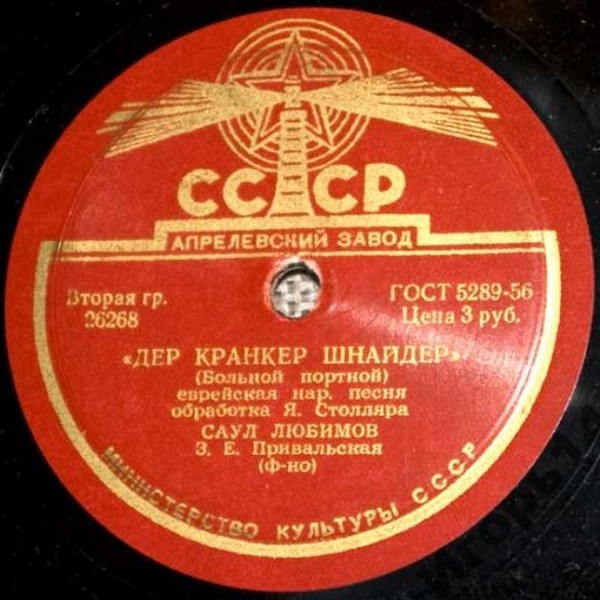 СССР
АПРЕЛЕВСКИЙ ЗАВОД
Вторая гр.
26268
ГОСТ 5289-56
Цена 3 руб.
«ДЕР КРАНКЕР ШНАЙДЕР»
(Больной портной)
еврейская нар. песня
обработка Я. Столляра
САУЛ ЛЮБИМОВ
З. Е. Привальская
(Ф-но)
МИНИСТЕРСТВО КУЛЬТУРЫ СССР